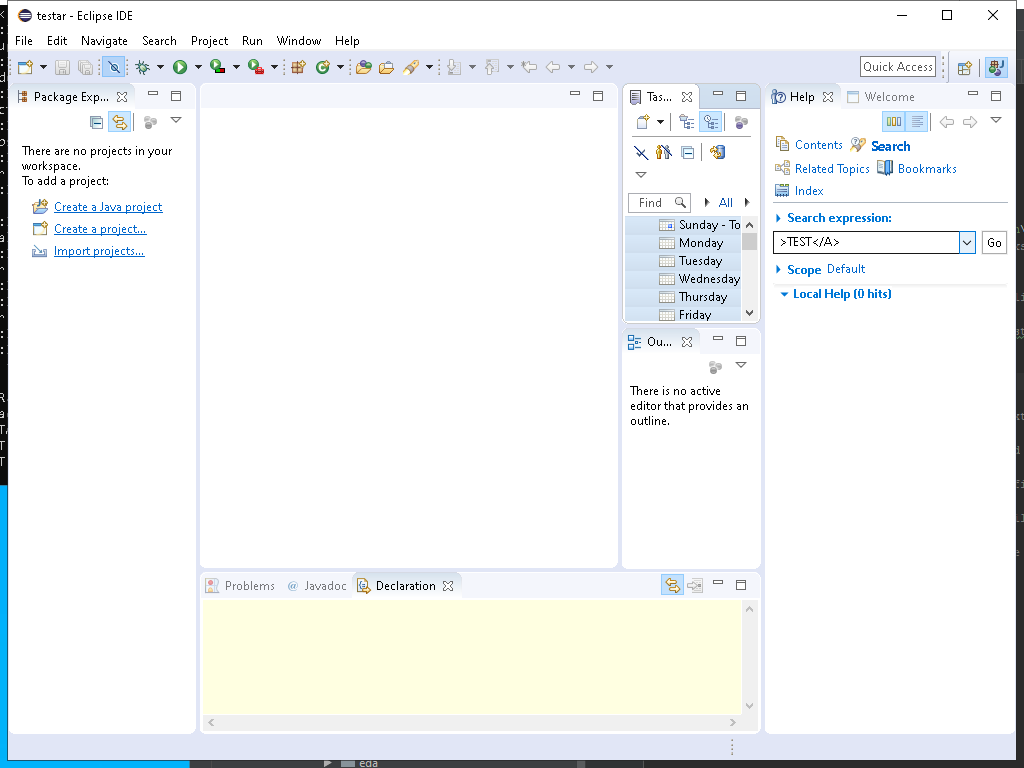 testar - Eclipse IDE
File Edit Navigate Search Project Run Window Help
Quick Access
Package Exp...
There are no projects in your
workspace.
To add a project:
Create a Java project
Create a project...
Import projects...
Tas...
Find
All
Sunday - To
Monday
Tuesday
Wednesday
Thursday
Friday
Ou...
There is no active
editor that provides an
outline.
Help
Welcome
Contents
Search
Related Topics
Bookmarks
Index
Search expression:
>TEST</A>
Go
Scope Default
Local Help (0 hits)
Problems
@ Javadoc
Declaration
eda